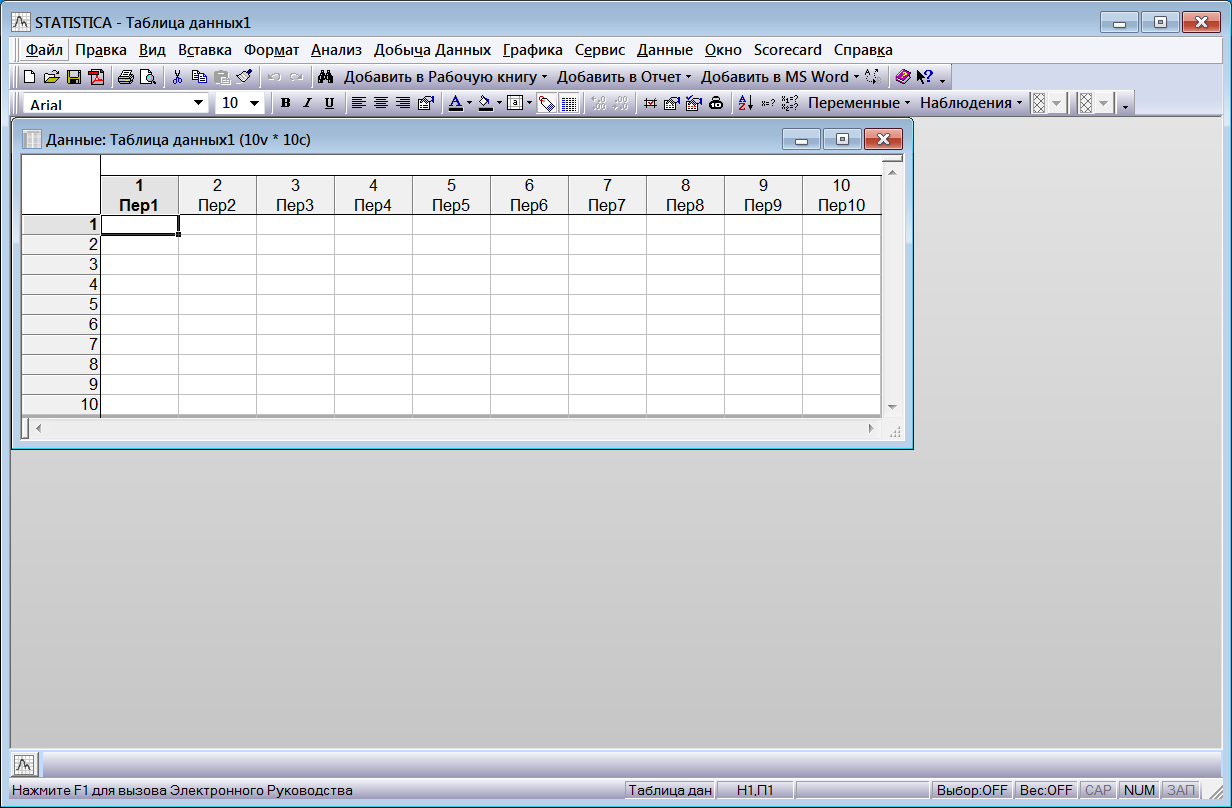 STATISTICA - Таблица данных1
Файл Правка Вид Вставка Формат Анализ Добыча Данных Графика Сервис Данные Окно Scorecard Справка
Добавить в Рабочую книгу Добавить в Отчет Добавить в MS Word
Arial 10 B I U Переменные Наблюдения
Данные: Таблица данных1 (10v * 10c)
1 2 3 4 5 6 7 8 9 10
Пер1 Пер2 Пер3 Пер4 Пер5 Пер6 Пер7 Пер8 Пер9 Пер10
1
2
3
4
5
6
7
8
9
10
Нажмите F1 для вызова Электронного Руководства Таблица дан Н1,П1 Выбор:OFF Вес:OFF CAP NUM ЗАП